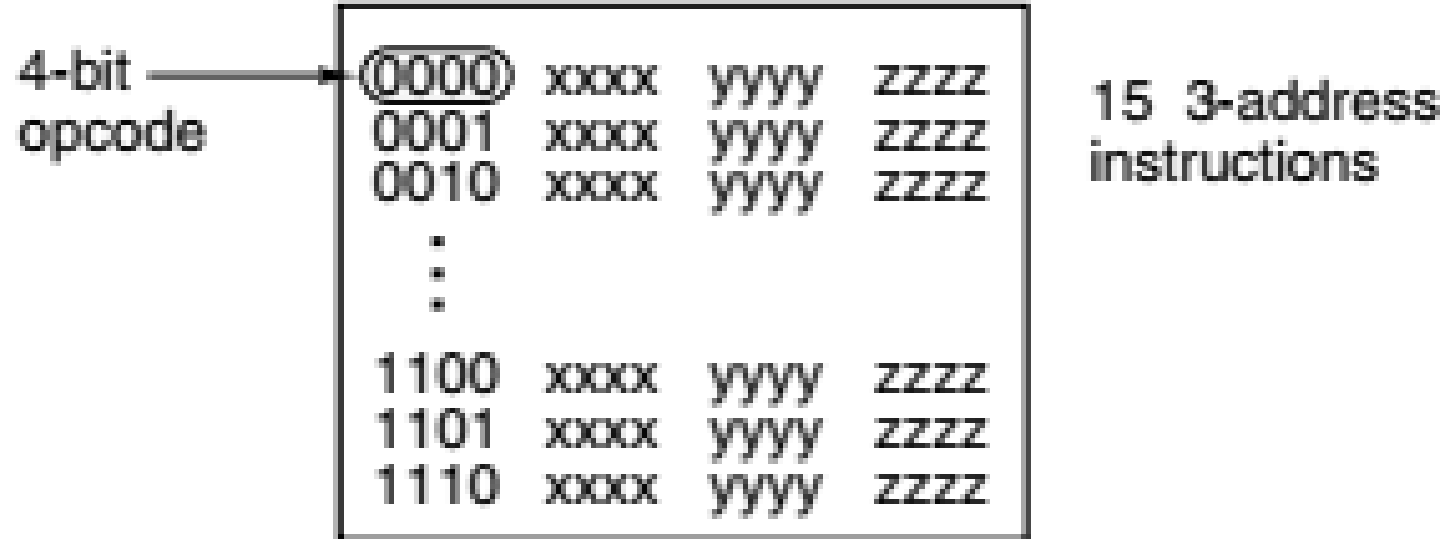 4-bit
opcode
0000 xxxx yyyy zzzz
0001 xxxx yyyy zzzz
0010 xxxx yyyy zzzz
.
.
.
1100 xxxx yyyy zzzz
1101 xxxx yyyy zzzz
1110 xxxx yyyy zzzz
15 3-address
instructions